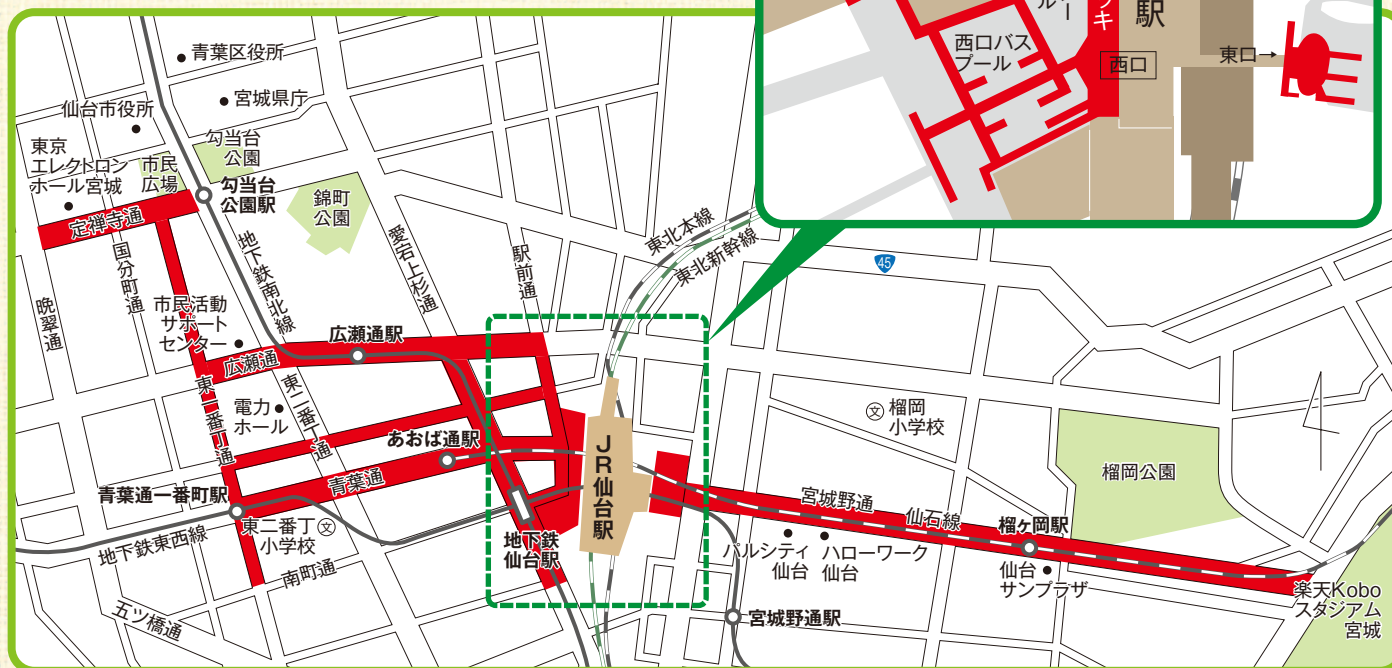 ルー
キ
駅
西口バス
プール
西口
東口→
青葉区役所
宮城県庁
仙台市役所
勾当台
公園
東京
エレクトロン
ホール宮城
市民
広場
勾当台
公園駅
錦町
公園
定禅寺通
国分町通
地下鉄南北線
愛宕上杉通
駅前通
東北本線
東北新幹線
45
晩翠通
市民活動
サポート
センター
広瀬通駅
広瀬通
東一番丁通
東二番丁通
電力
ホール
あおば通駅
青葉通
青葉通一番町駅
東二番丁
小学校
文
地下鉄東西線
南町通
五ツ橋通
地下鉄
仙台駅
JR仙台駅
文
榴岡
小学校
榴岡公園
宮城野通
仙石線
榴ヶ岡駅
パルシティ
仙台
ハローワーク
仙台
仙台
サンプラザ
宮城野通駅
楽天Kobo
スタジアム
宮城